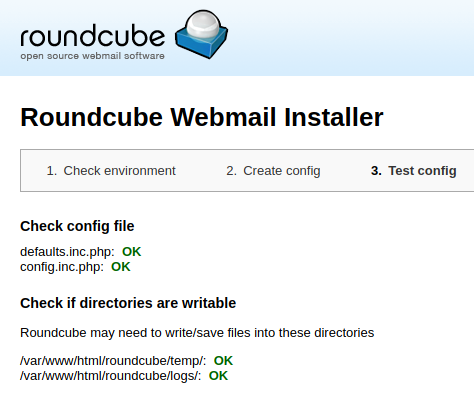 roundcube
open source webmail software
Roundcube Webmail Installer
1. Check environment 2. Create config 3. Test config
Check config file
defaults.inc.php: OK
config.inc.php: OK
Check if directories are writable
Roundcube may need to write/save files into these directories
/var/www/html/roundcube/temp/: OK
/var/www/html/roundcube/logs/: OK